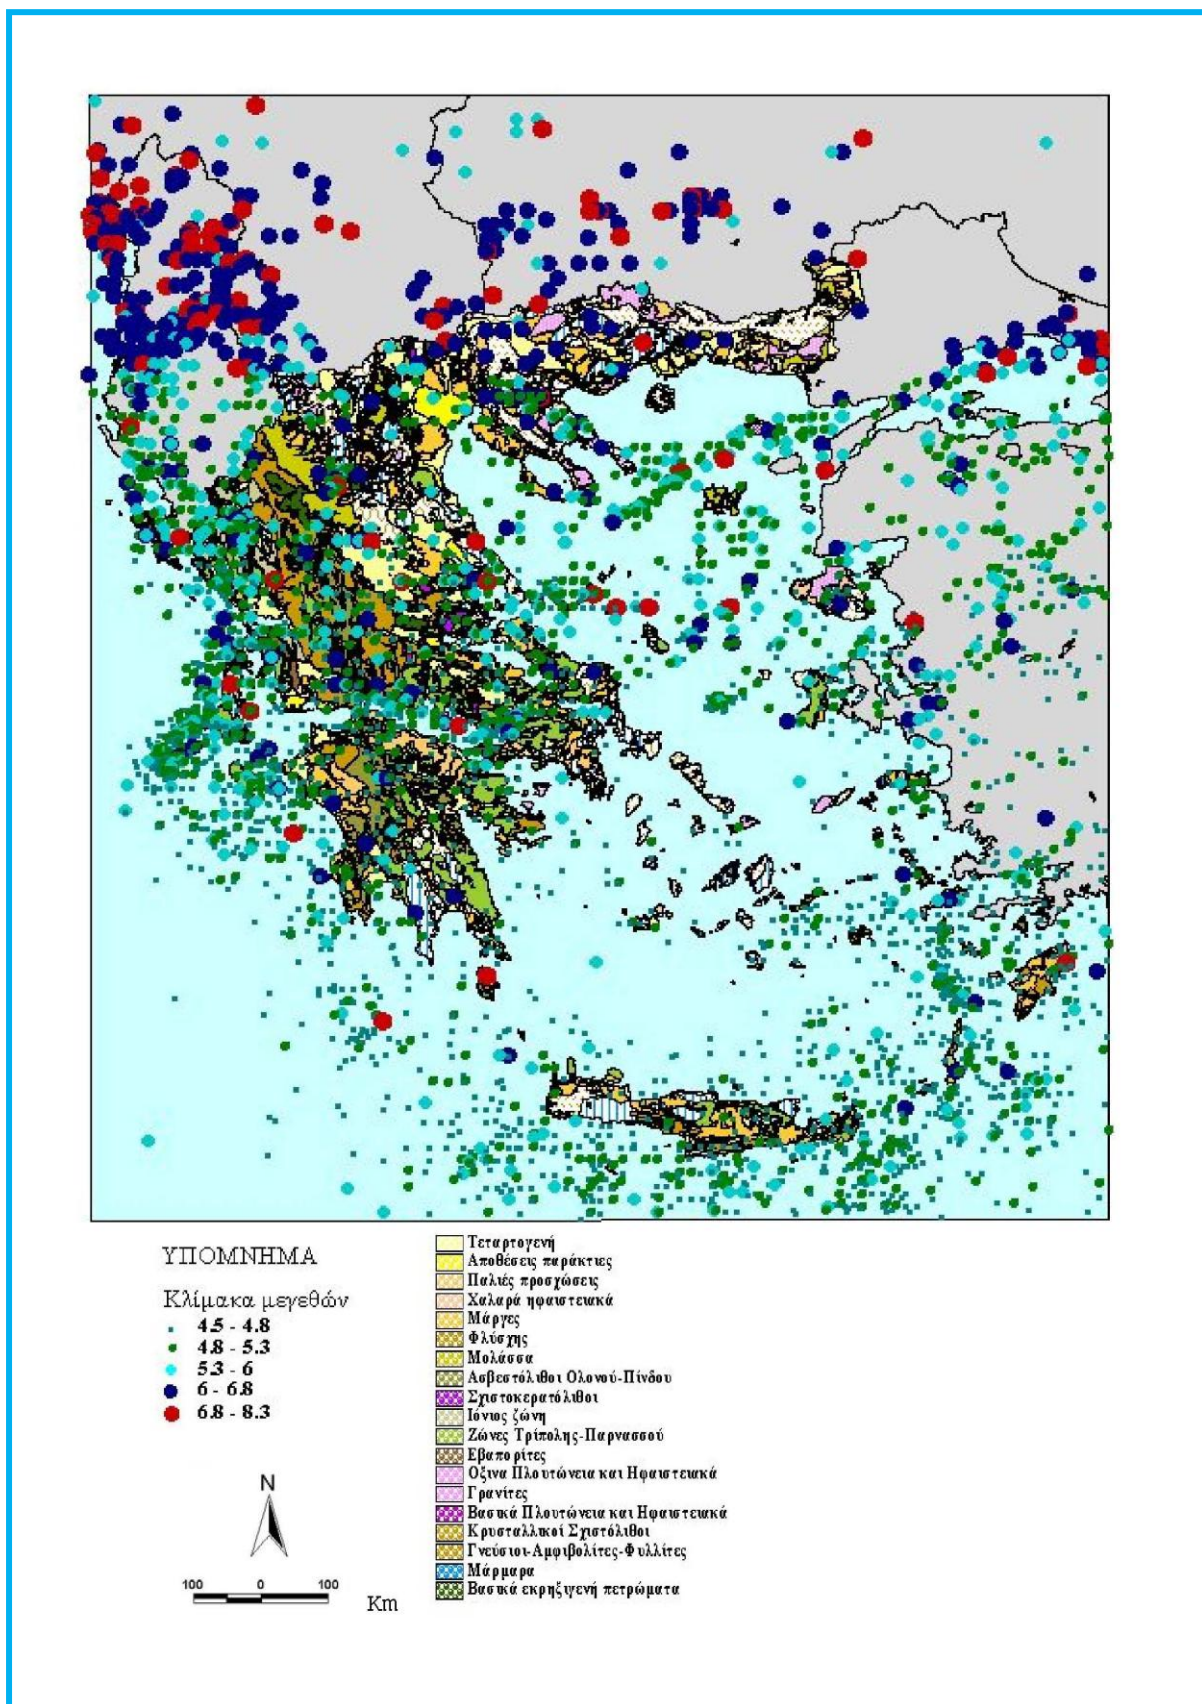 ΥΠΟΜΝΗΜΑ
Κλίμακα μεγεθών
4.5 - 4.8
4.8 - 5.3
5.3 - 6
6 - 6.8
6.8 - 8.3
N
100 0 100
Km
Τεταρτογενή
Αποθέσεις παράκτιες
Παλιές προσχώσεις
Χαλαρά ηφαιστειακά
Μάργες
Φλύσχης
Μολάσσα
Ασβεστόλιθοι Ολονού-Πίνδου
Σχιστοκερατόλιθοι
Ιόνιος ζώνη
Ζώνες Τρίπολης-Παρνασσού
Εβαπορίτες
Οξινα Πλουτώνεια και Ηφαιστειακά
Γρανίτες
Βασικά Πλουτώνεια και Ηφαιστειακά
Κρυσταλλικοί Σχιστόλιθοι
Γνεύσιοι-Αμφιβολίτες-Φυλλίτες
Μάρμαρα
Βασικά εκρηξιγενή πετρώματα